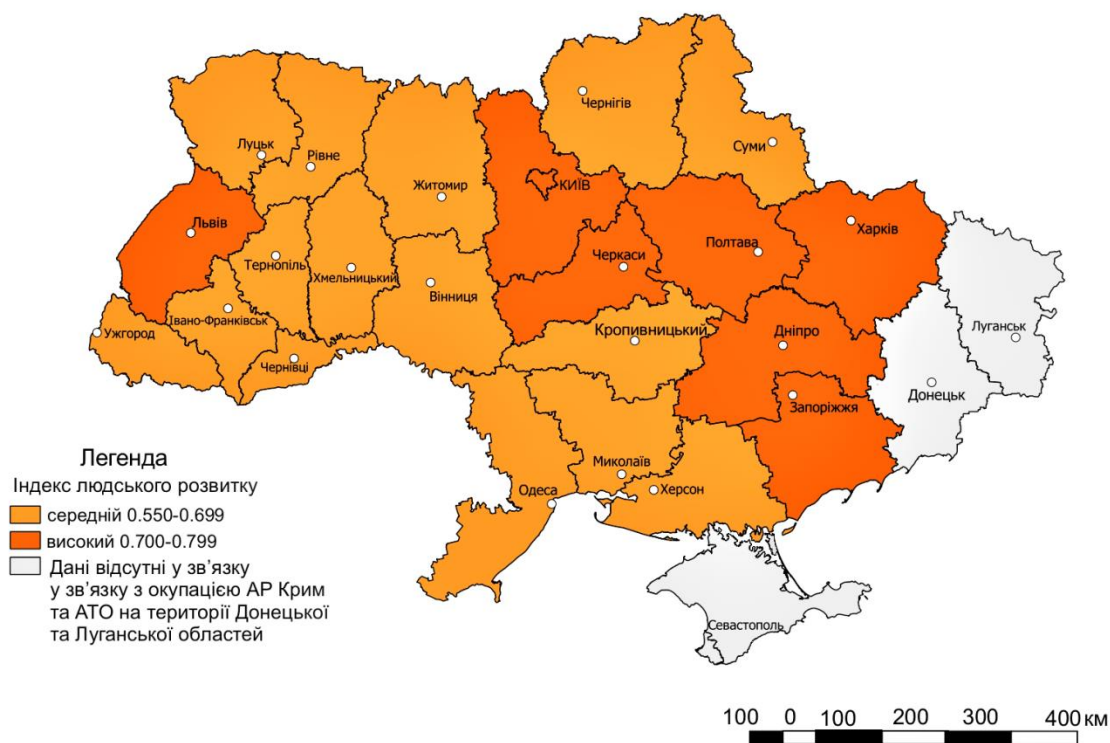 Чернігів
Суми
Луцьк
Рівне
Житомир
КИЇВ
Львів
Тернопіль
Хмельницький
Вінниця
Черкаси
Полтава
Харків
Ужгород
Івано-Франківськ
Чернівці
Кропивницький
Дніпро
Луганськ
Запоріжжя
Донецьк
Миколаїв
Одеса
Херсон
Севастополь
Легенда
Індекс людського розвитку
середній 0.550-0.699
високий 0.700-0.799
Дані відсутні у зв’язку
у зв’язку з окупацією АР Крим
та АТО на території Донецької
та Луганської областей
100 0 100 200 300 400 км